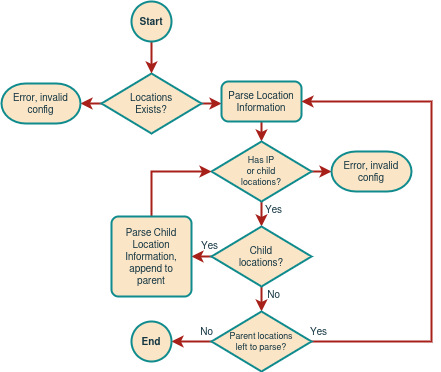 Start
Error, invalid
config
Locations
Exists?
Parse Location
Information
Has IP
or child
locations?
Error, invalid
config
Yes
Parse Child
Location
Information,
append to
parent
Yes
Child
locations?
No
End
No
Parent locations
left to parse?
Yes